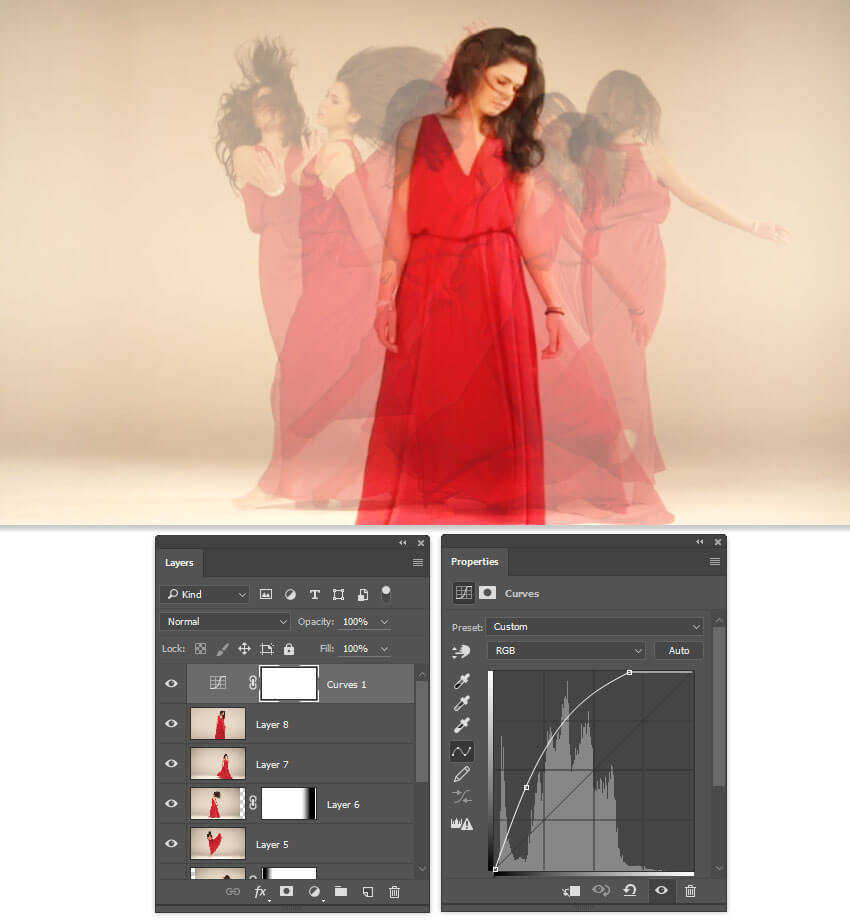 Layers
Kind
T
Normal
Opacity: 100%
Lock:
Fill: 100%
Curves 1
Layer 8
Layer 7
Layer 6
Layer 5
fx
Properties
Curves
Preset: Custom
RGB
Auto